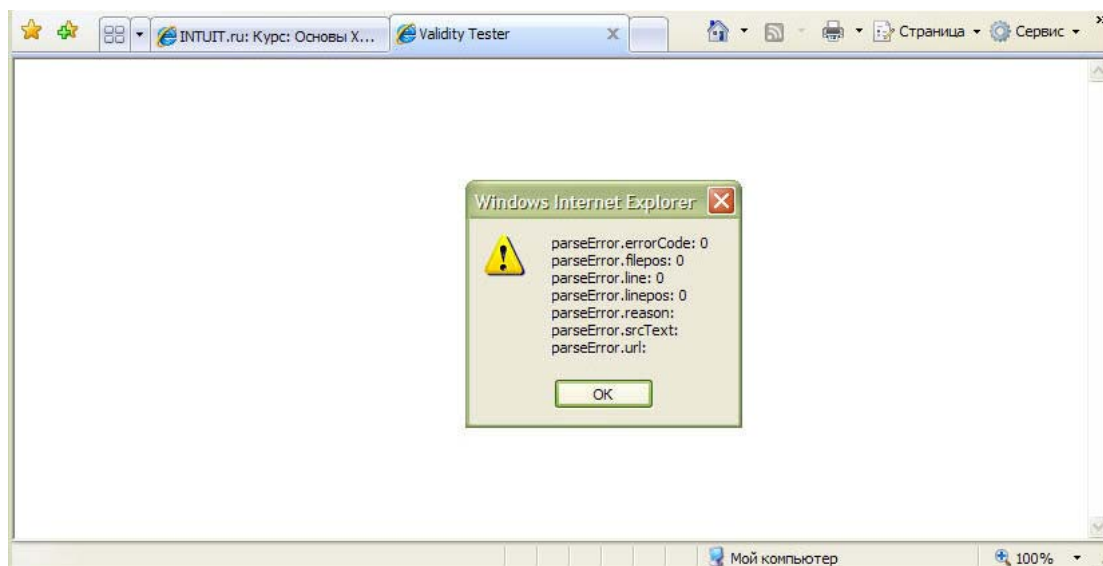 INTUIT.ru: Курс: Основы X...
Validity Tester
Страница
Сервис
Windows Internet Explorer
parseError.errorCode: 0
parseError.filepos: 0
parseError.line: 0
parseError.linepos: 0
parseError.reason:
parseError.srcText:
parseError.url:
OK
Мой компьютер
100%